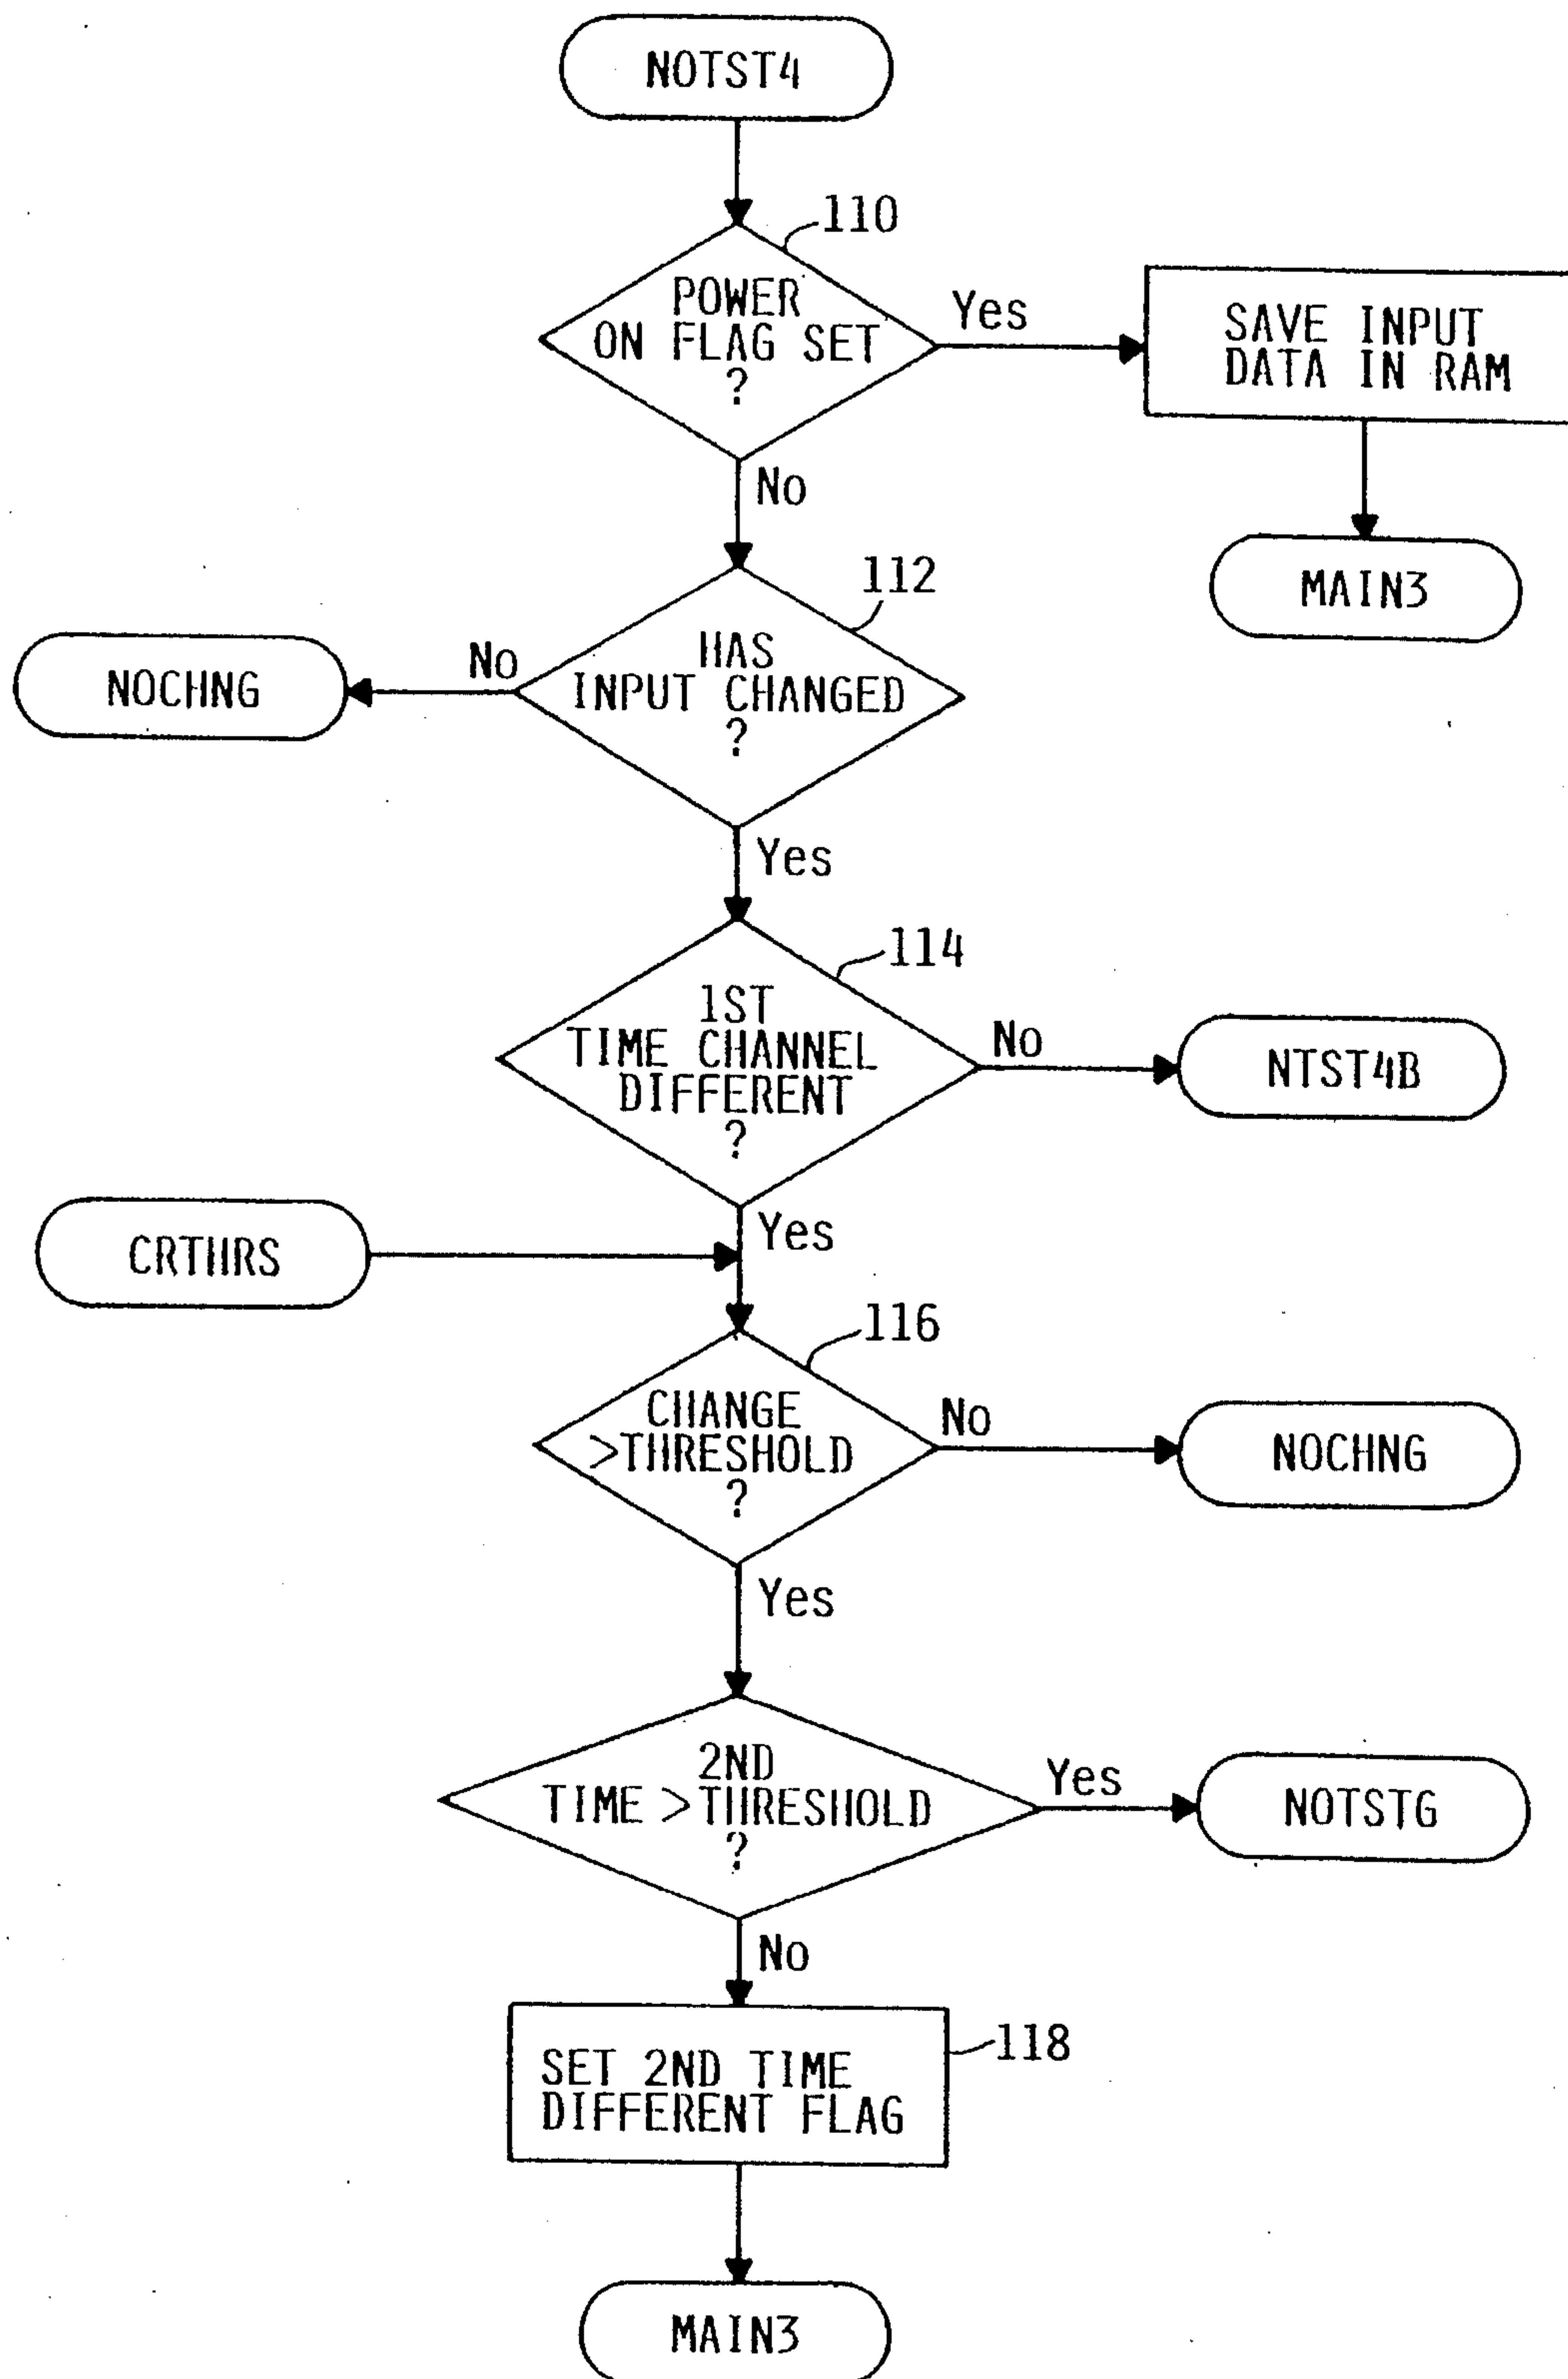 NOTST4
110
POWER
ON FLAG SET
?
Yes
SAVE INPUT
DATA IN RAM
No
MAIN3
112
HAS
INPUT CHANGED
?
No
NOCHNG
Yes
114
1ST
TIME CHANNEL
DIFFERENT
?
No
NTST4B
Yes
CRTHRS
116
CHANGE
>THRESHOLD
?
No
NOCHNG
Yes
2ND
TIME >THRESHOLD
?
Yes
NOTSTG
No
118
SET 2ND TIME
DIFFERENT FLAG
MAIN3